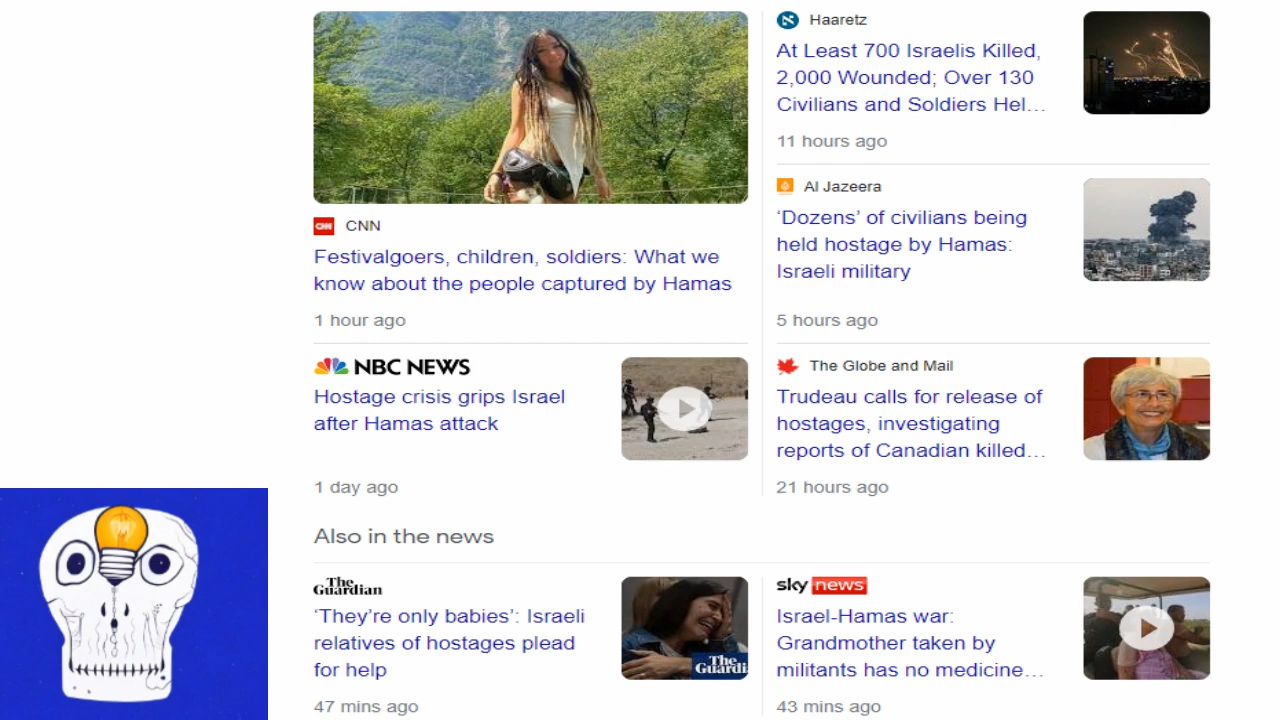 CNN
CNN
Festivalgoers, children, soldiers: What we
know about the people captured by Hamas
1 hour ago
Haaretz
At Least 700 Israelis Killed,
2,000 Wounded; Over 130
Civilians and Soldiers Hel...
11 hours ago
Al Jazeera
‘Dozens’ of civilians being
held hostage by Hamas:
Israeli military
5 hours ago
NBC NEWS
Hostage crisis grips Israel
after Hamas attack
1 day ago
The Globe and Mail
Trudeau calls for release of
hostages, investigating
reports of Canadian killed...
21 hours ago
Also in the news
The
Guardian
‘They’re only babies’: Israeli
relatives of hostages plead
for help
47 mins ago
The
Guardi
sky news
Israel-Hamas war:
Grandmother taken by
militants has no medicine...
43 mins ago